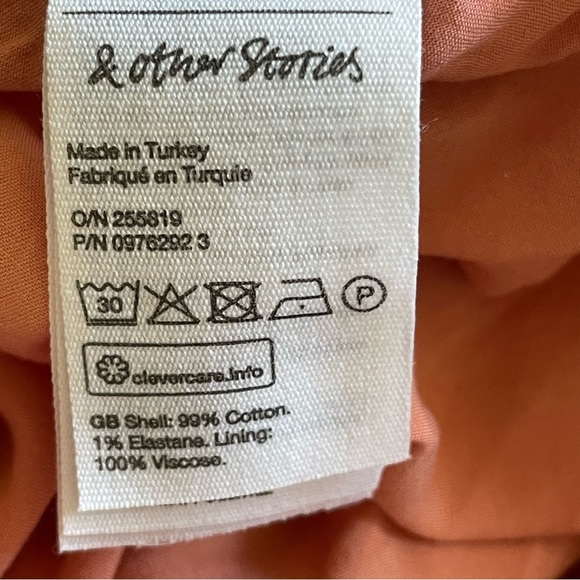 & Other Stories
Made in Turkey
Fabriqué en Turquie
O/N 255819
P/N 0976292 3
30
P
clevercare.info
GB Shell: 99% Cotton.
1% Elastane. Lining:
100% Viscose.